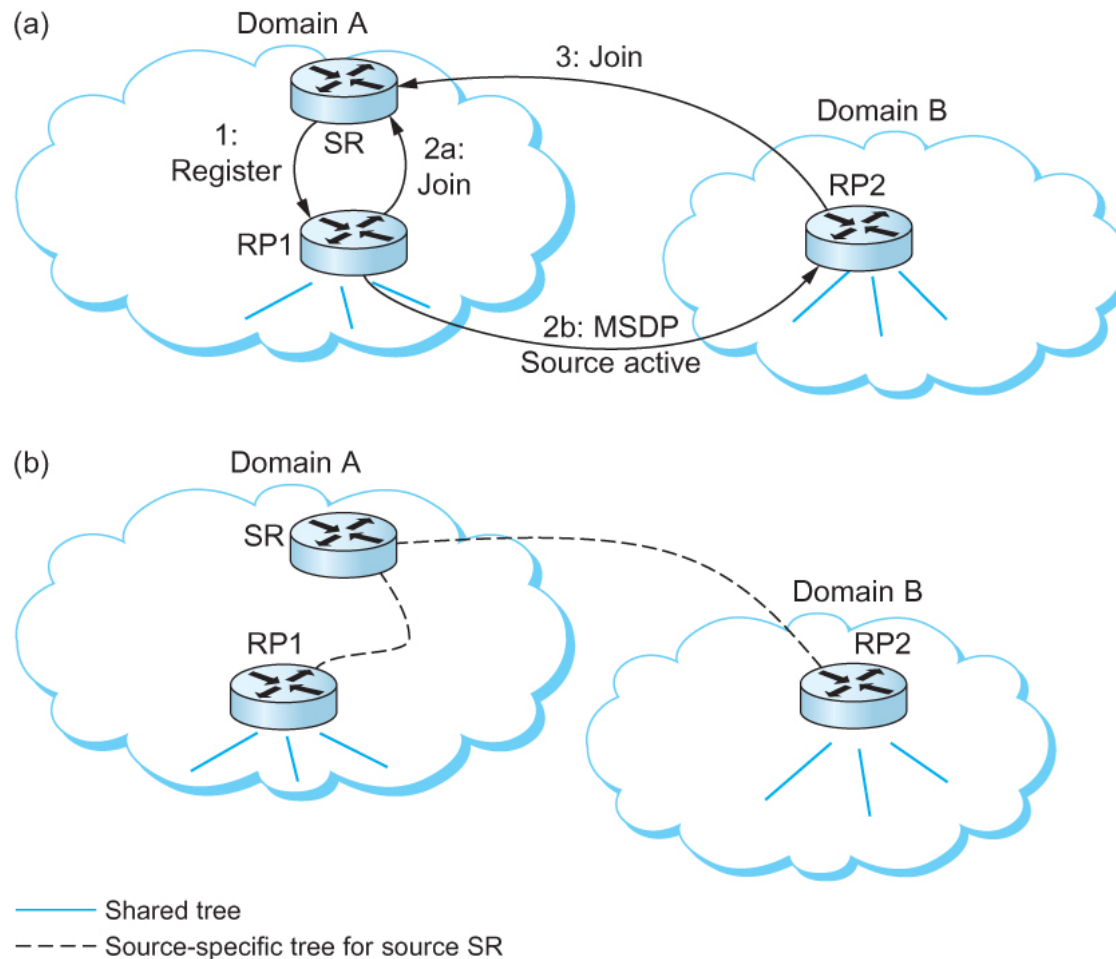 (a)
Domain A
3: Join
Domain B
SR
1:
Register
2a:
Join
RP2
RP1
2b: MSDP
Source active
(b)
Domain A
SR
Domain B
RP1
RP2
Shared tree
Source-specific tree for source SR